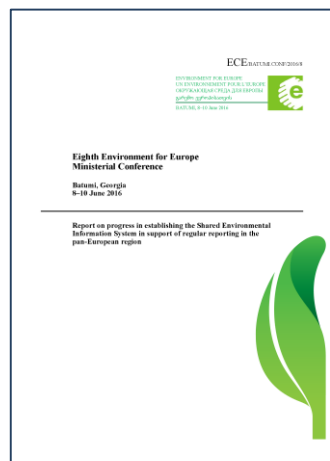 ECE/BATUMI.CONF/2016/8
ENVIRONMENT FOR EUROPE
UN ENVIRONNEMENT POUR L'EUROPE
ОКРУЖАЮЩАЯ СРЕДА ДЛЯ ЕВРОПЫ
გარემო ევროპისათვის
BATUMI, 8–10 June 2016
e
Eighth Environment for Europe
Ministerial Conference
Batumi, Georgia
8–10 June 2016
Report on progress in establishing the Shared Environmental
Information System in support of regular reporting in the
pan-European region